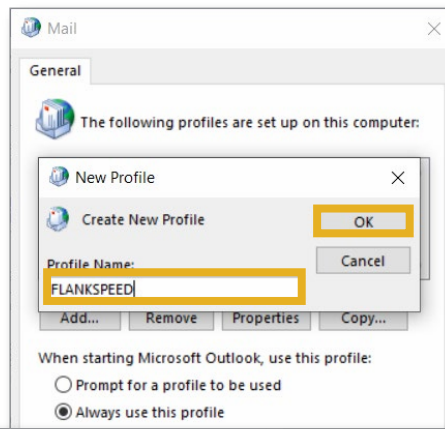 Mail
General
The following profiles are set up on this computer:
New Profile
Create New Profile
OK
Profile Name:
Cancel
FLANKSPEED
Add... Remove Properties Copy...
When starting Microsoft Outlook, use this profile:
Prompt for a profile to be used
Always use this profile